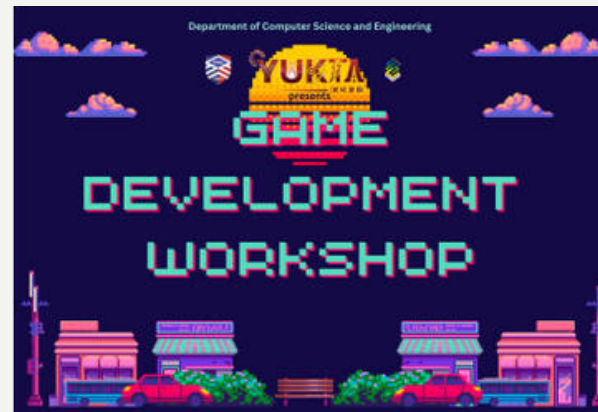 Department of Computer Science and Engineering
YUKTA
presents
GAME
DEVELOPMENT
WORKSHOP